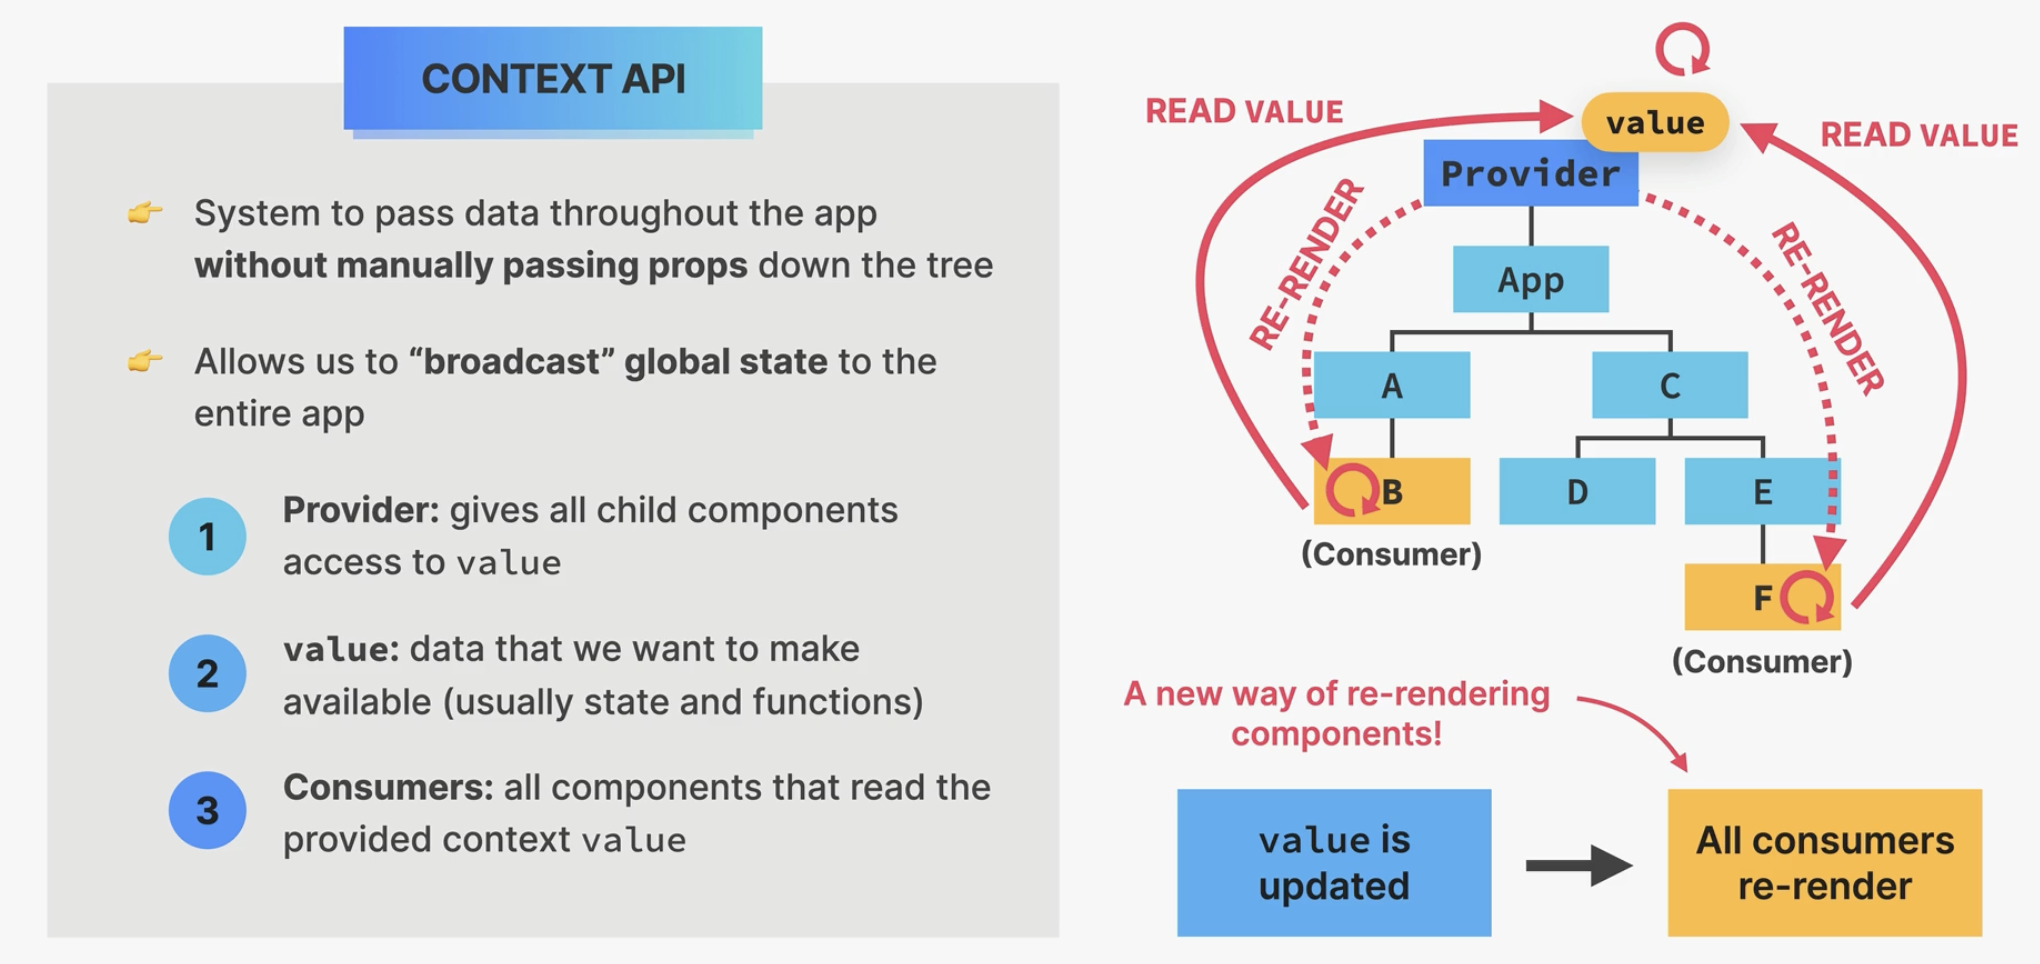 CONTEXT API
System to pass data throughout the app
without manually passing props down the tree
Allows us to “broadcast” global state to the
entire app
1
Provider: gives all child components
access to value
2
value: data that we want to make
available (usually state and functions)
3
Consumers: all components that read the
provided context value
READ VALUE
value
READ VALUE
Provider
RE-RENDER
RE-RENDER
App
A
C
B
D
E
(Consumer)
F
(Consumer)
A new way of re-rendering
components!
value is
updated
All consumers
re-render